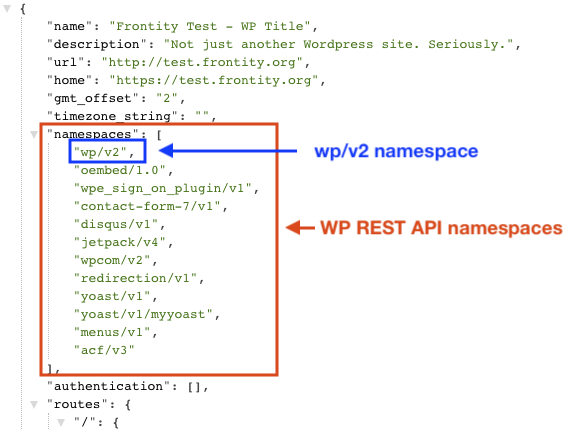 {
"name": "Frontity Test - WP Title",
"description": "Not just another Wordpress site. Seriously.",
"url": "http://test.frontity.org",
"home": "https://test.frontity.org",
"gmt_offset": "2",
"timezone_string": "",
"namespaces": [
"wp/v2", wp/v2 namespace
"oembed/1.0",
"wpe_sign_on_plugin/v1",
"contact-form-7/v1",
"disqus/v1", WP REST API namespaces
"jetpack/v4",
"wpcom/v2",
"redirection/v1",
"yoast/v1",
"yoast/v1/myyoast",
"menus/v1",
"acf/v3"
],
"authentication": [],
"routes": {
"/": {